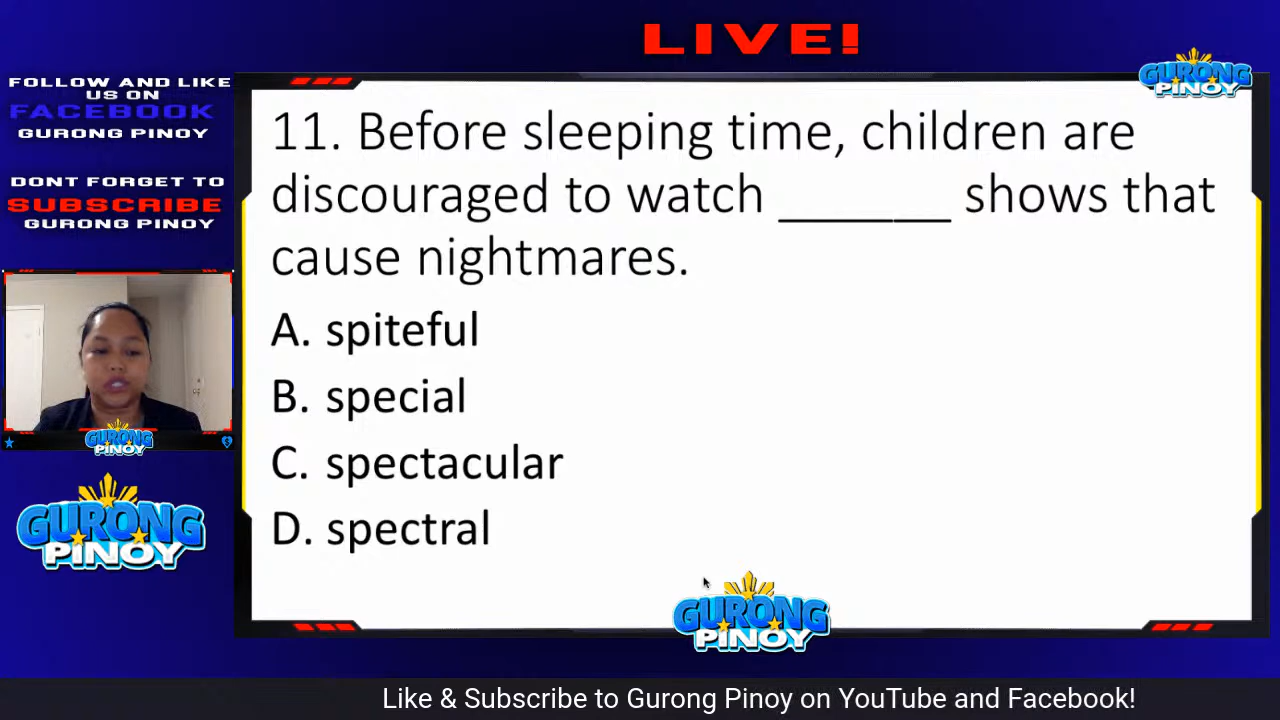 LIVE!
FOLLOW AND LIKE
US ON
FACEBOOK
GURONG PINOY
DONT FORGET TO
SUBSCRIBE
GURONG PINOY
GURONG
PINOY
11. Before sleeping time, children are
discouraged to watch ______ shows that
cause nightmares.
A. spiteful
B. special
C. spectacular
D. spectral
GURONG
PINOY
GURONG
PINOY
GURONG
PINOY
Like & Subscribe to Gurong Pinoy on YouTube and Facebook!